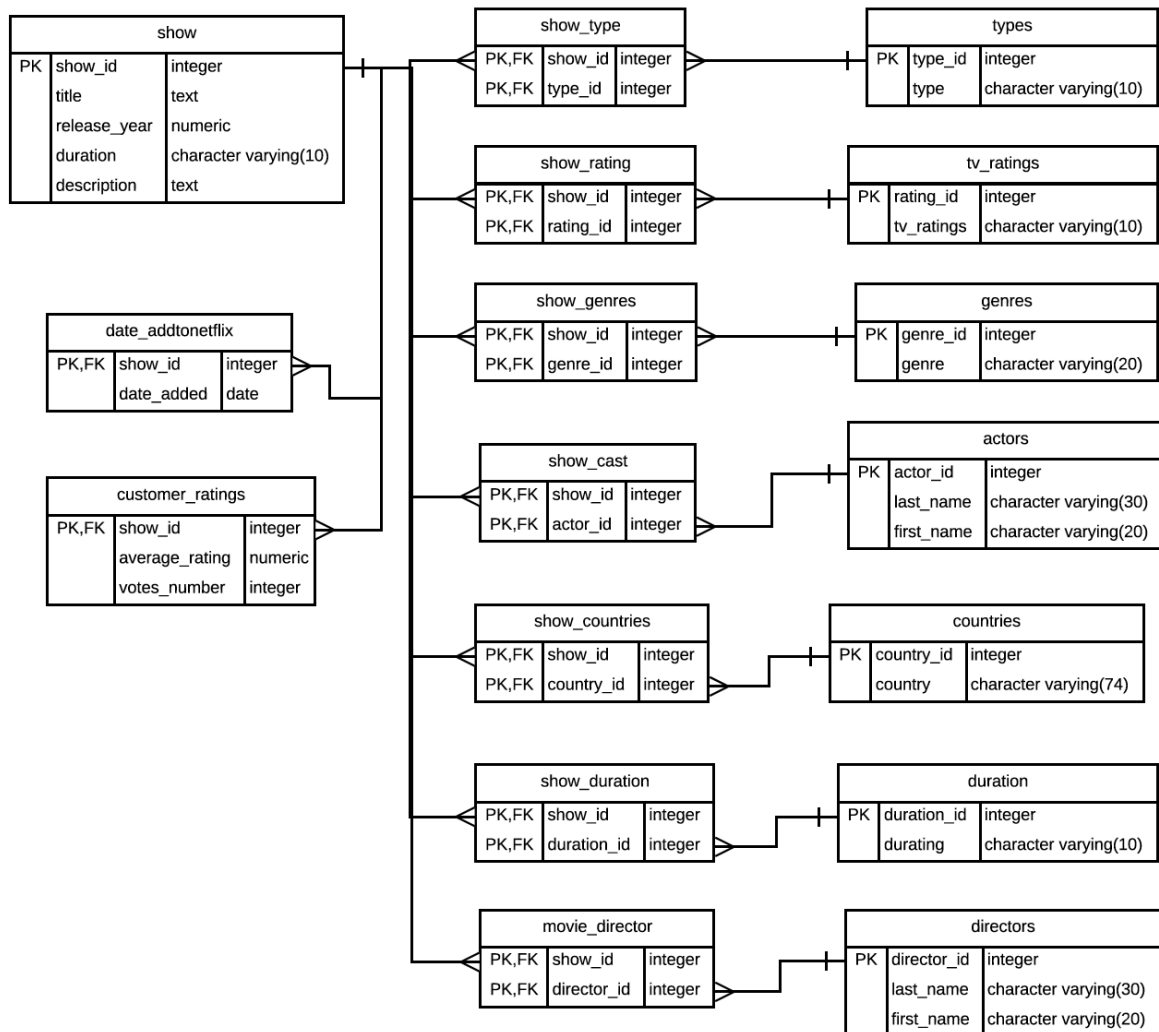 show
PK show_id integer
title text
release_year numeric
duration character varying(10)
description text
date_addtonetflix
PK,FK show_id integer
date_added date
customer_ratings
PK,FK show_id integer
average_rating numeric
votes_number integer
show_type
PK,FK show_id integer
PK,FK type_id integer
types
PK type_id integer
type character varying(10)
show_rating
PK,FK show_id integer
PK,FK rating_id integer
tv_ratings
PK rating_id integer
tv_ratings character varying(10)
show_genres
PK,FK show_id integer
PK,FK genre_id integer
genres
PK genre_id integer
genre character varying(20)
show_cast
PK,FK show_id integer
PK,FK actor_id integer
actors
PK actor_id integer
last_name character varying(30)
first_name character varying(20)
show_countries
PK,FK show_id integer
PK,FK country_id integer
countries
PK country_id integer
country character varying(74)
show_duration
PK,FK show_id integer
PK,FK duration_id integer
duration
PK duration_id integer
durating character varying(10)
movie_director
PK,FK show_id integer
PK,FK director_id integer
directors
PK director_id integer
last_name character varying(30)
first_name character varying(20)